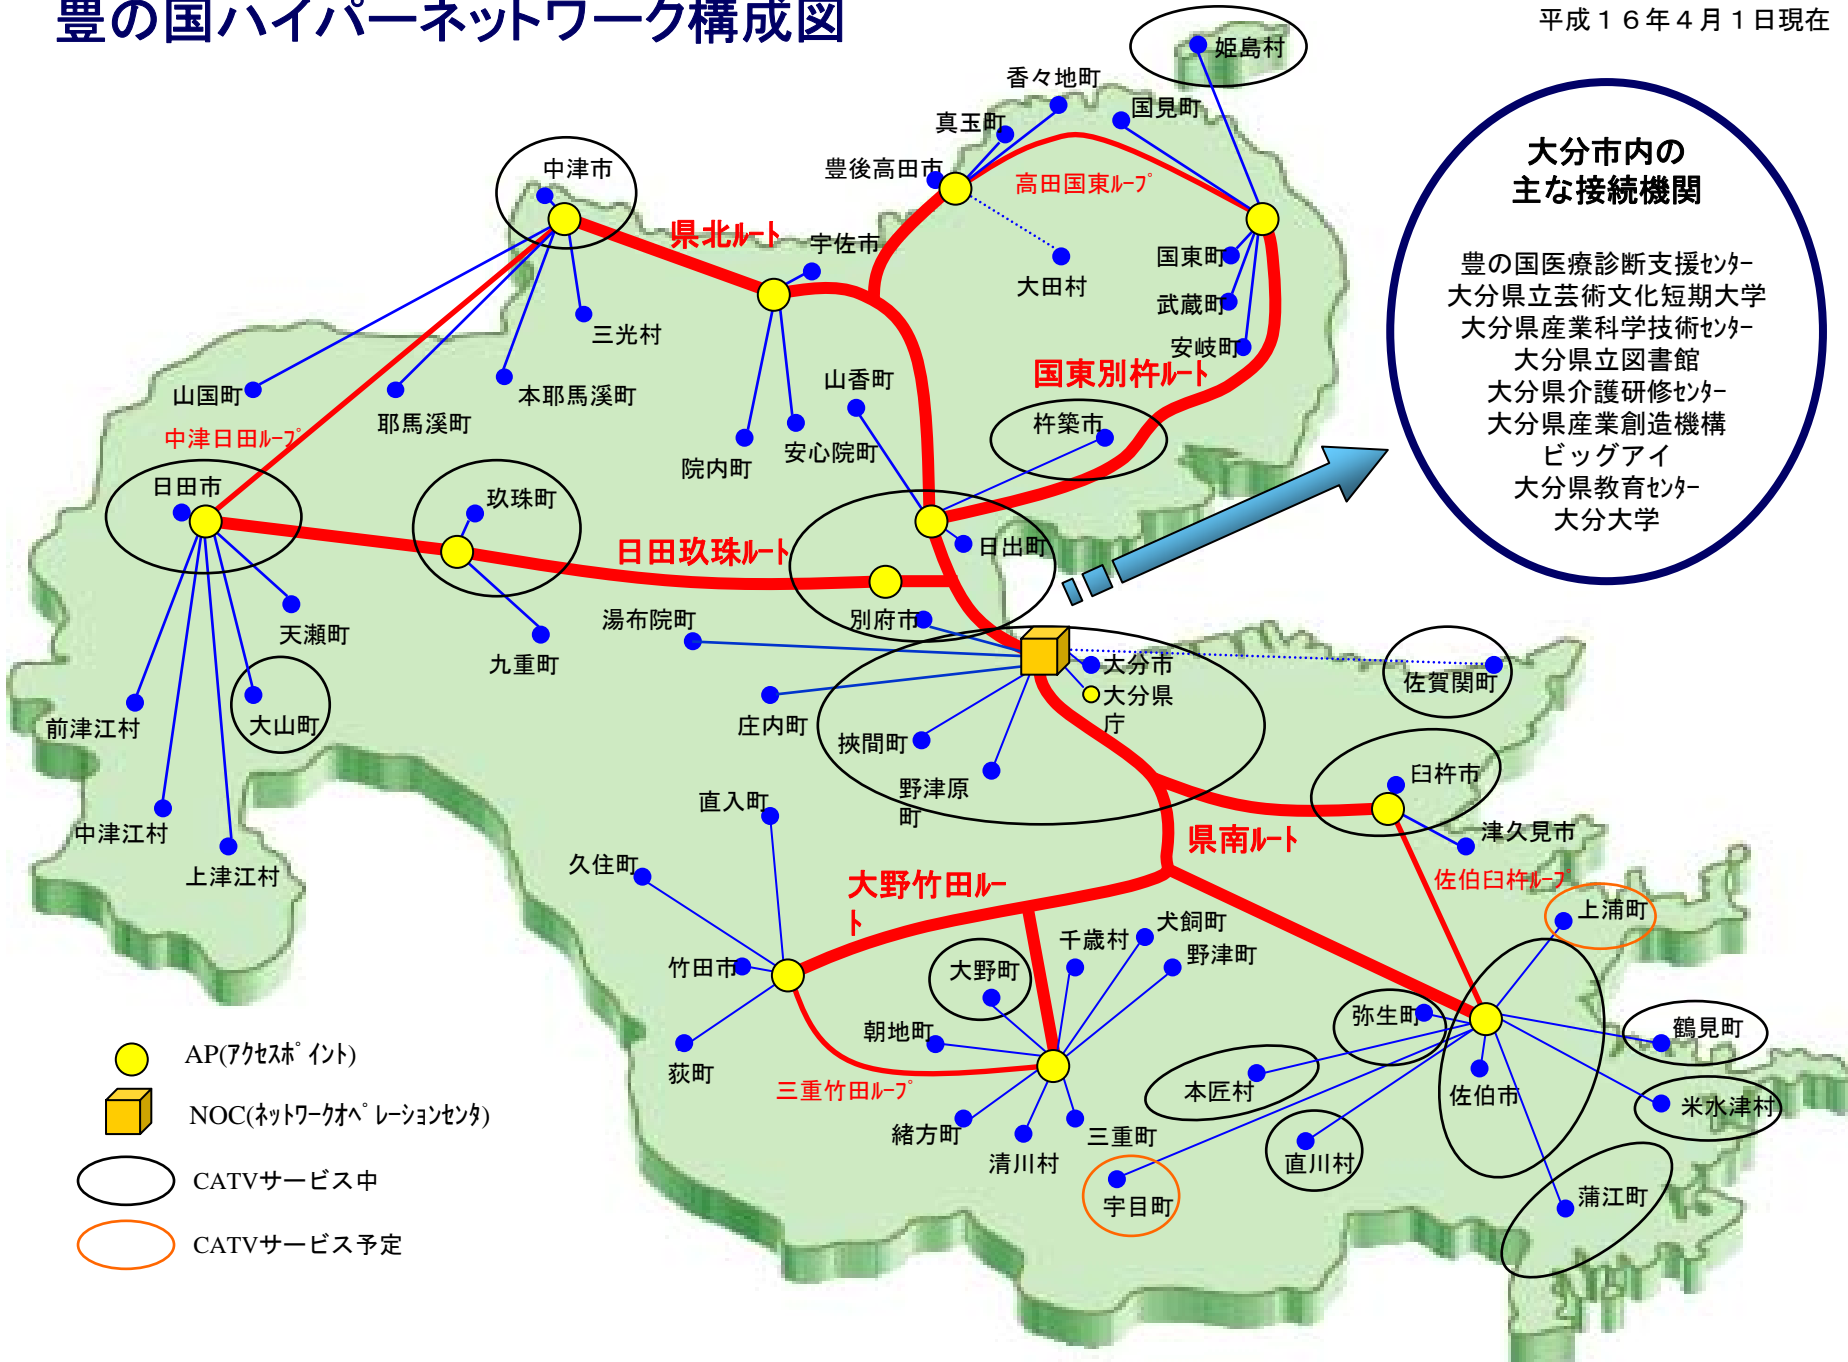 豊の国ハイパーネットワーク構成図
平成１６年４月１日現在
姫島村
香々地町
国見町
真玉町
豊後高田市
中津市
高田国東ﾙｰﾌﾟ
県北ﾙｰﾄ
宇佐市
国東町
大田村
武蔵町
三光村
安岐町
国東別杵ﾙｰﾄ
山香町
山国町
本耶馬溪町
耶馬溪町
杵築市
中津日田ﾙｰﾌﾟ
安心院町
院内町
日田市
玖珠町
日田玖珠ﾙｰﾄ
日出町
湯布院町
別府市
天瀬町
九重町
大分市
大分県
庁
佐賀関町
前津江村
大山町
庄内町
挾間町
野津原
町
臼杵市
直入町
中津江村
県南ﾙｰﾄ
津久見市
久住町
上津江村
大野竹田ﾙｰ
ﾄ
佐伯臼杵ﾙｰﾌﾟ
上浦町
犬飼町
千歳村
野津町
竹田市
大野町
弥生町
鶴見町
朝地町
荻町
三重竹田ﾙｰﾌﾟ
本匠村
佐伯市
米水津村
緒方町
三重町
清川村
直川村
宇目町
蒲江町
大分市内の
主な接続機関
豊の国医療診断支援ｾﾝﾀｰ
大分県立芸術文化短期大学
大分県産業科学技術ｾﾝﾀｰ
大分県立図書館
大分県介護研修ｾﾝﾀｰ
大分県産業創造機構
ビッグアイ
大分県教育ｾﾝﾀｰ
大分大学
AP(ｱｸｾｽﾎﾟｲﾝﾄ)
NOC(ﾈｯﾄﾜｰｸｵﾍﾟﾚｰｼｮﾝｾﾝﾀ)
CATVサービス中
CATVサービス予定